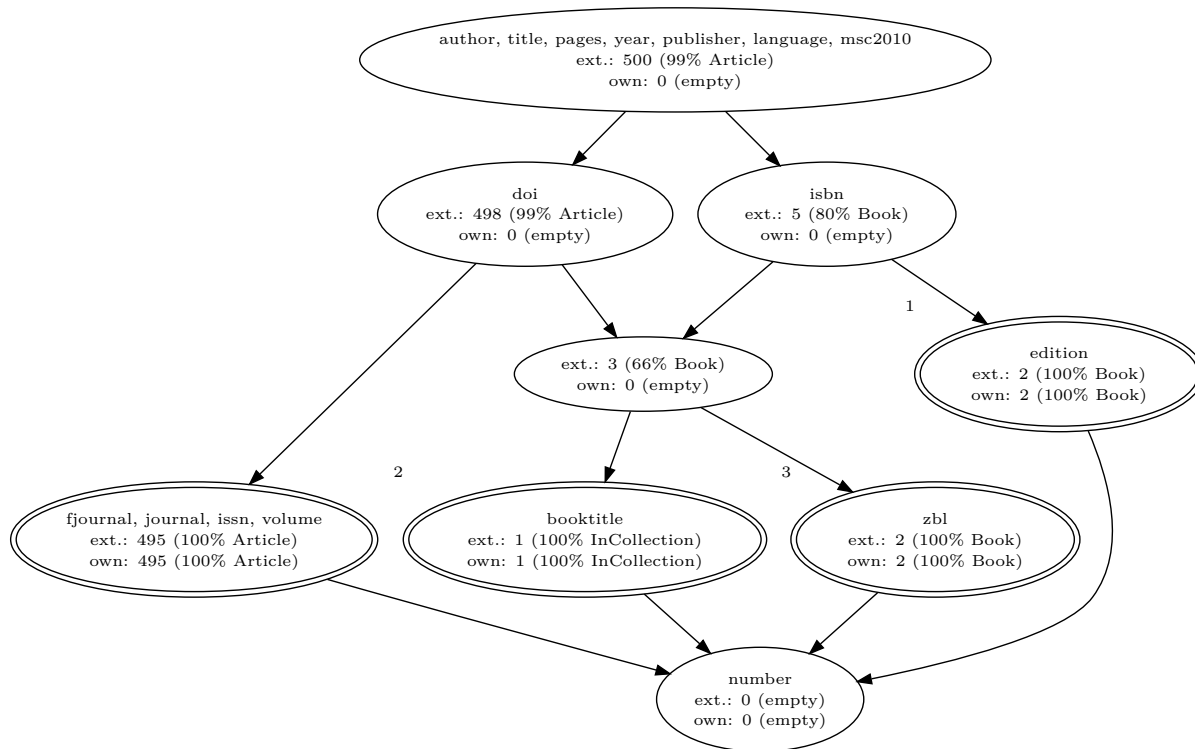 author, title, pages, year, publisher, language, msc2010
ext.: 500 (99% Article)
own: 0 (empty)
doi
ext.: 498 (99% Article)
own: 0 (empty)
isbn
ext.: 5 (80% Book)
own: 0 (empty)
1
ext.: 3 (66% Book)
own: 0 (empty)
edition
ext.: 2 (100% Book)
own: 2 (100% Book)
2
3
fjournal, journal, issn, volume
ext.: 495 (100% Article)
own: 495 (100% Article)
booktitle
ext.: 1 (100% InCollection)
own: 1 (100% InCollection)
zbl
ext.: 2 (100% Book)
own: 2 (100% Book)
number
ext.: 0 (empty)
own: 0 (empty)